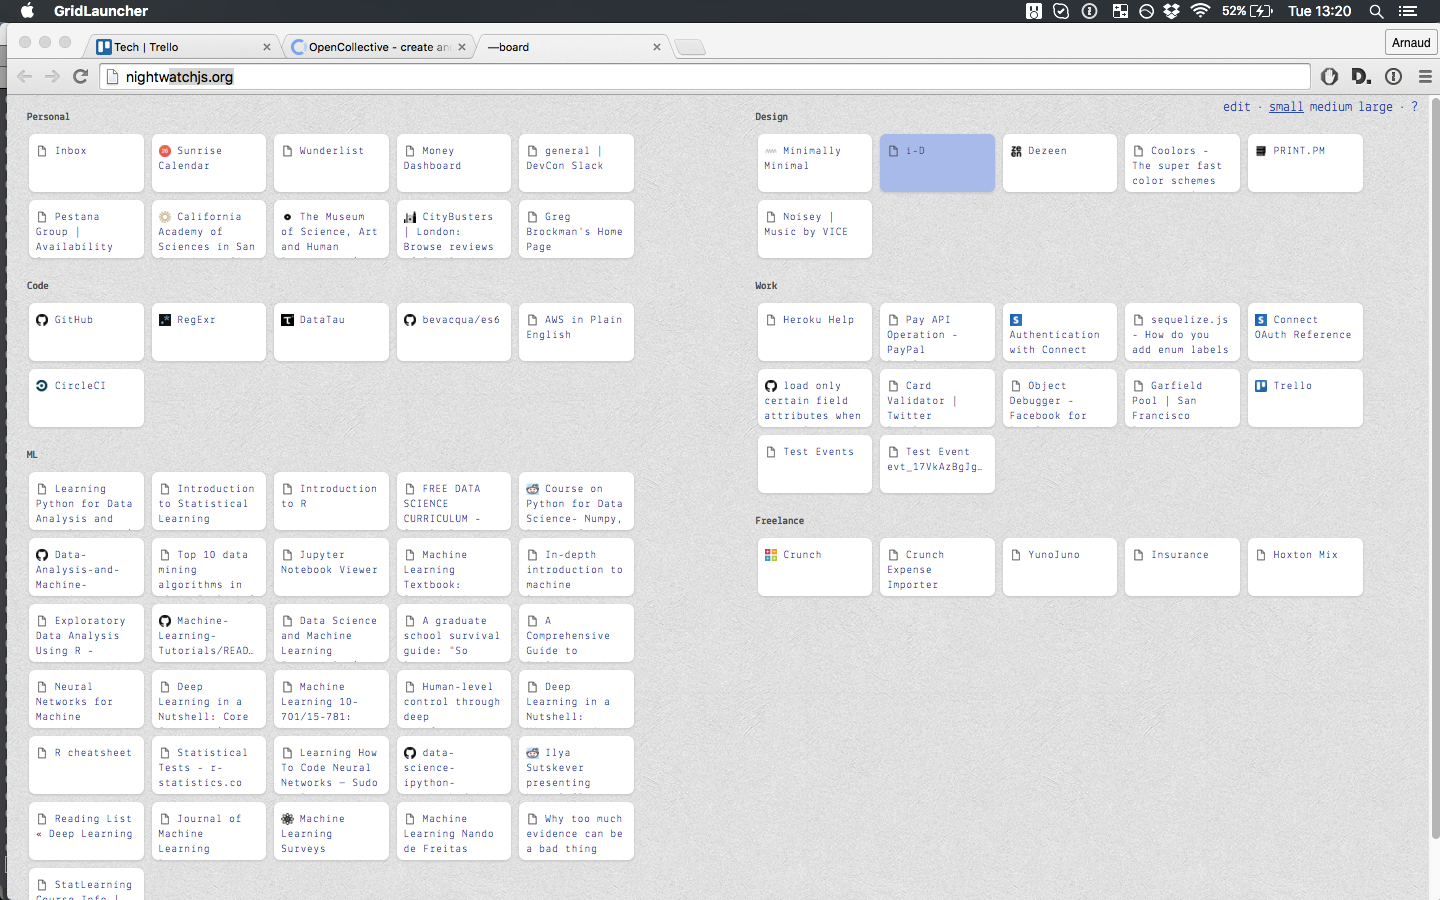 GridLauncher
52%
Tue 13:20
Tech | Trello
OpenCollective - create an
—board
Arnaud
nightwatchjs.org
edit · small medium large · ?
Personal
Inbox
Sunrise
Calendar
Wunderlist
Money
Dashboard
general |
DevCon Slack
Pestana
Group |
Availability
California
Academy of
Sciences in San
The Museum
of Science, Art
and Human
CityBusters
| London:
Browse reviews
Greg
Brockman's Home
Page
Code
GitHub
RegExr
DataTau
bevacqua/es6
AWS in Plain
English
CircleCI
ML
Learning
Python for Data
Analysis and
Introduction
to Statistical
Learning
Introduction
to R
FREE DATA
SCIENCE
CURRICULUM -
Course on
Python for Data
Science- Numpy,
Data-
Analysis-and-
Machine-
Top 10 data
mining
algorithms in
Jupyter
Notebook Viewer
Machine
Learning
Textbook:
In-depth
introduction to
machine
Exploratory
Data Analysis
Using R -
Machine-
Learning-
Tutorials/READ…
Data Science
and Machine
Learning
A graduate
school survival
guide: "So
A
Comprehensive
Guide to
Neural
Networks for
Machine
Deep
Learning in a
Nutshell: Core
Machine
Learning 10-
701/15-781:
Human-level
control through
deep
Deep
Learning in a
Nutshell:
R cheatsheet
Statistical
Tests - r-
statistics.co
Learning How
To Code Neural
Networks — Sudo
data-
science-
ipython-
Ilya
Sutskever
presenting
Reading List
« Deep Learning
Journal of
Machine
Learning
Machine
Learning
Surveys
Machine
Learning Nando
de Freitas
Why too much
evidence can be
a bad thing
StatLearning
Course Info |
Design
Minimally
Minimal
i-D
Dezeen
Coolors -
The super fast
color schemes
PRINT.PM
Noisey |
Music by VICE
Work
Heroku Help
Pay API
Operation -
PayPal
Authentication
with Connect
sequelize.js
- How do you
add enum labels
Connect
OAuth Reference
load only
certain field
attributes when
Card
Validator |
Twitter
Object
Debugger -
Facebook for
Garfield
Pool | San
Francisco
Trello
Test Events
Test Event
evt_17VkAzBgJg…
Freelance
Crunch
Crunch
Expense
Importer
YunoJuno
Insurance
Hoxton Mix